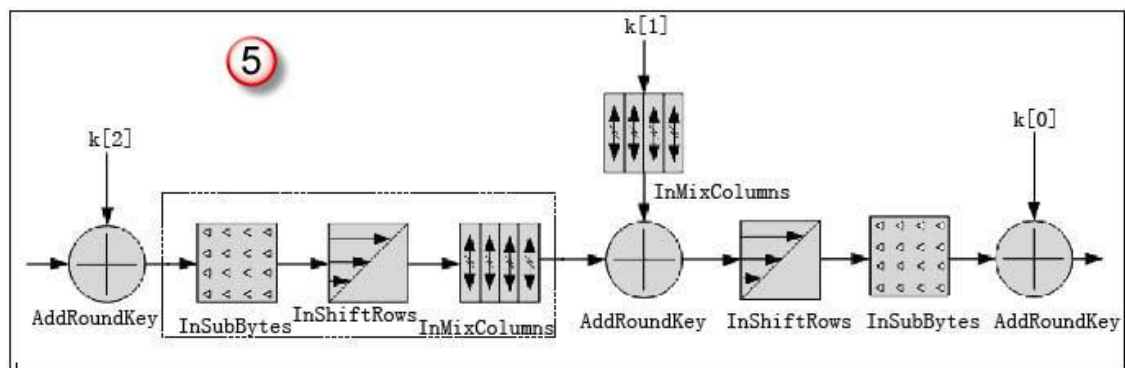 5
k[1]
k[2]
k[0]
InMixColumns
AddRoundKey
InSubBytes
InShiftRows
InMixColumns
AddRoundKey
InShiftRows
InSubBytes
AddRoundKey